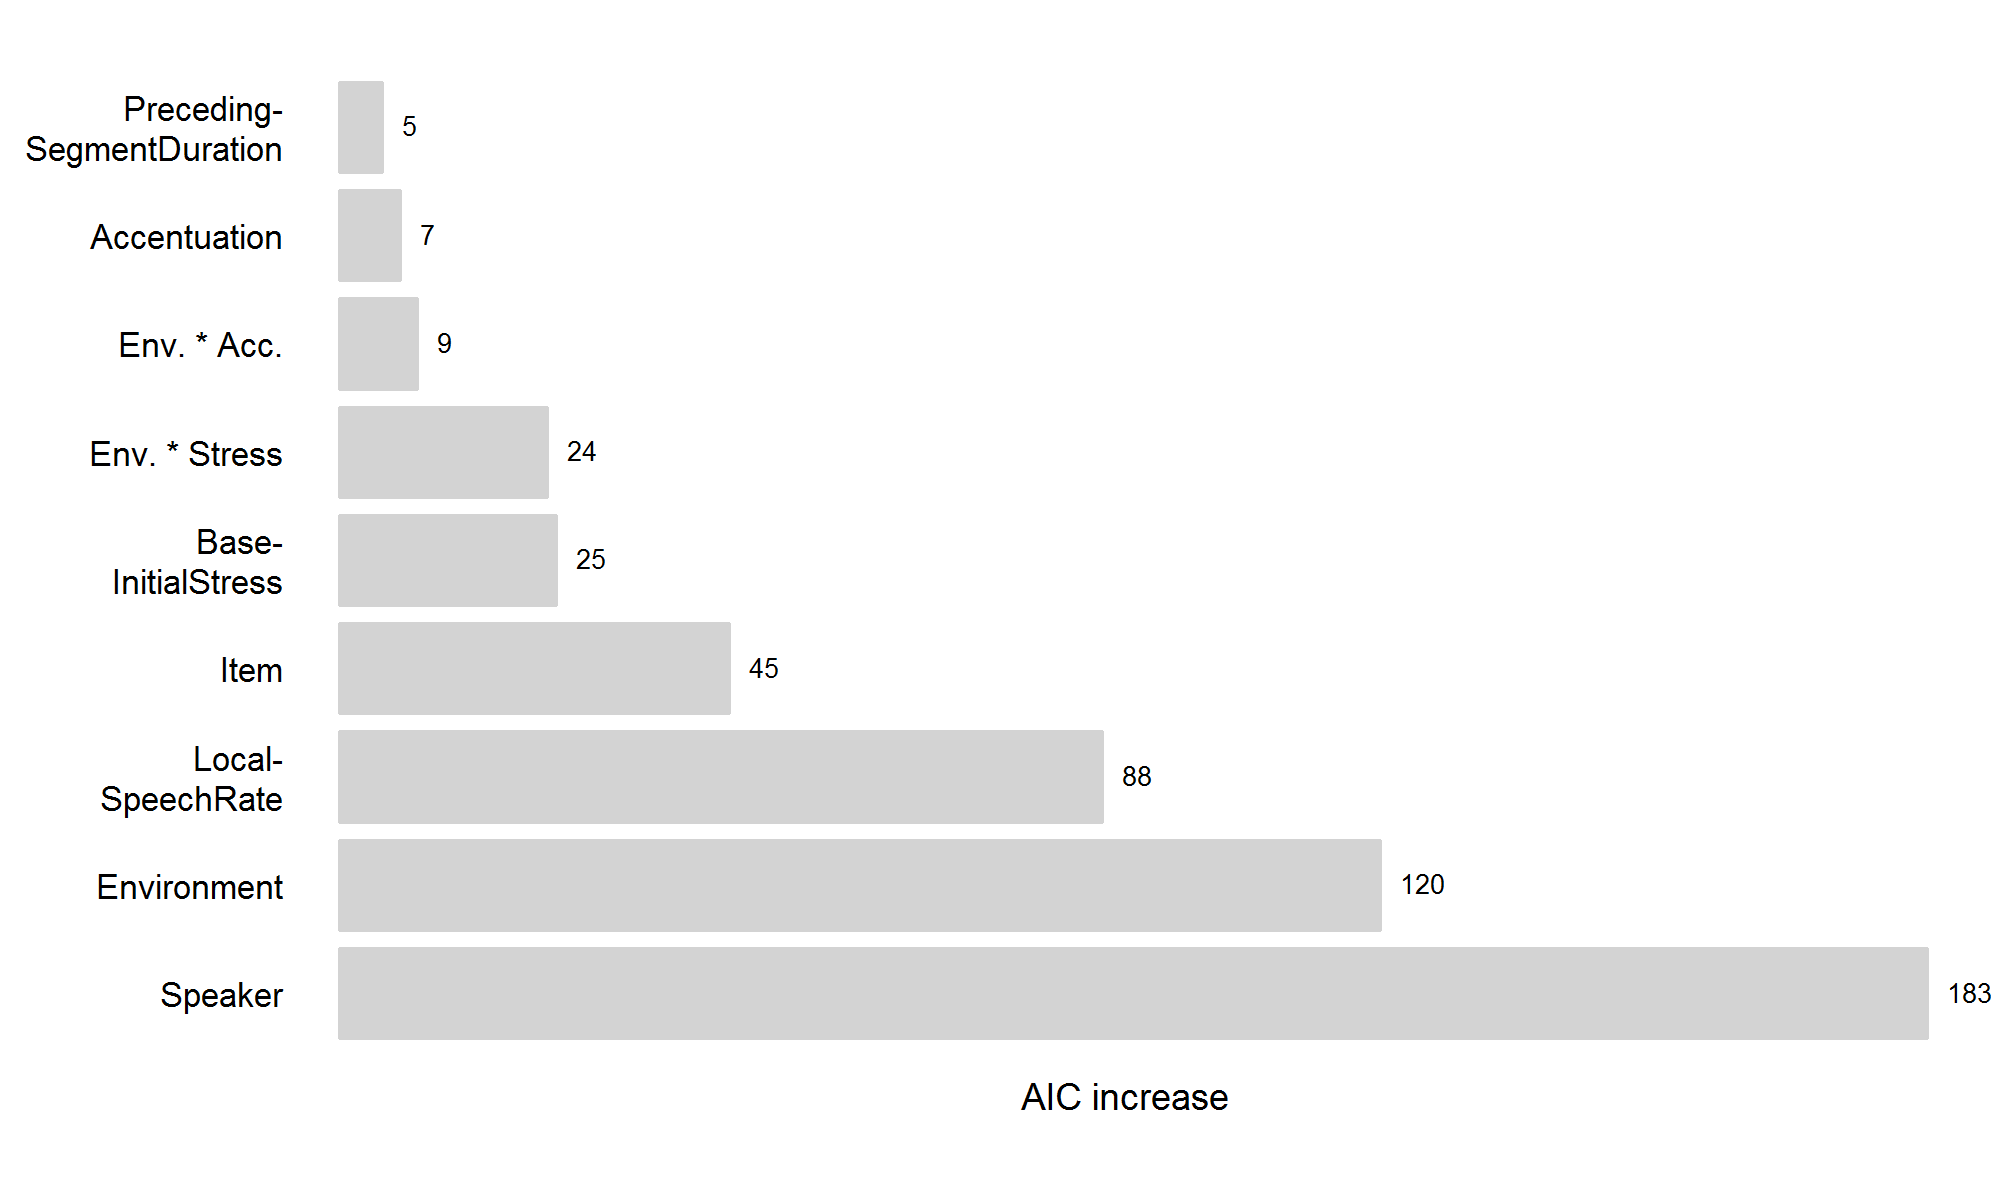 Preceding-
SegmentDuration
5
Accentuation
7
Env. * Acc.
9
Env. * Stress
24
Base-
InitialStress
25
Item
45
Local-
SpeechRate
88
Environment
120
Speaker
183
AIC increase